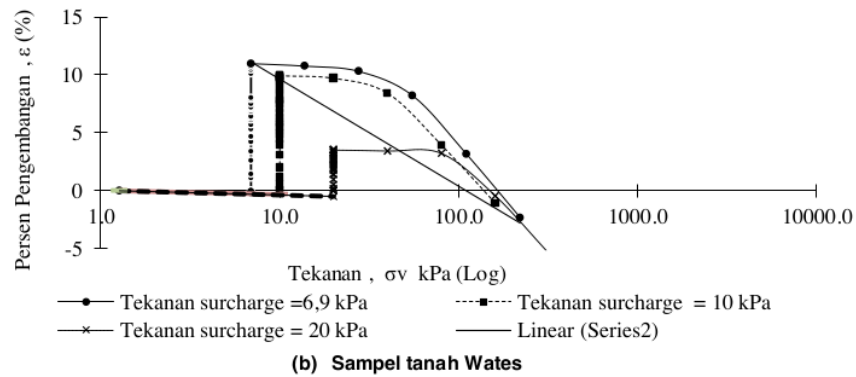 Persen Pengembangan , ε (%)
15
10
5
0
-5
1.0
10.0
100.0
1000.0
10000.0
Tekanan , σv kPa (Log)
Tekanan surcharge =6,9 kPa
Tekanan surcharge = 10 kPa
Tekanan surcharge = 20 kPa
Linear (Series2)
(b) Sampel tanah Wates